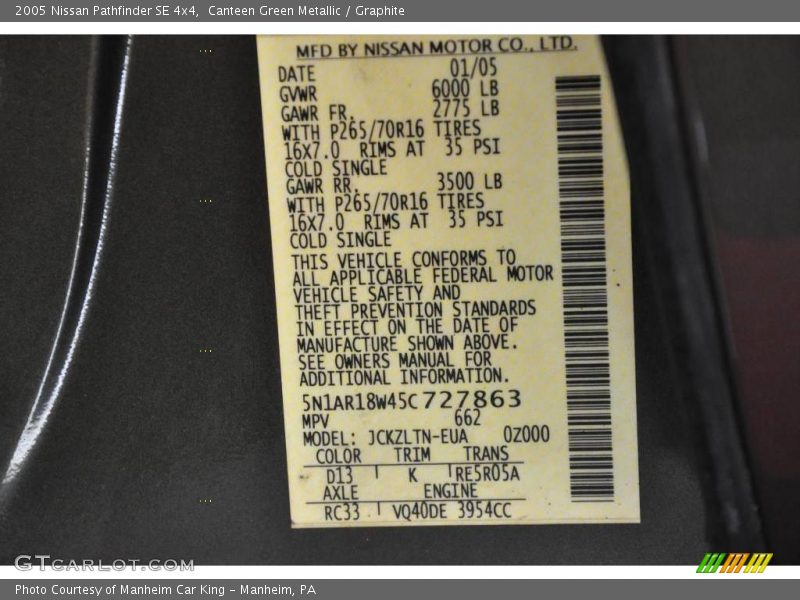 2005 Nissan Pathfinder SE 4x4,  Canteen Green Metallic / Graphite
MFD BY NISSAN MOTOR CO., LTD.
DATE 01/05
GVWR 6000 LB
GAWR FR. 2775 LB
WITH P265/70R16 TIRES
16X7.0 RIMS AT 35 PSI
COLD SINGLE
GAWR RR. 3500 LB
WITH P265/70R16 TIRES
16X7.0 RIMS AT 35 PSI
COLD SINGLE
THIS VEHICLE CONFORMS TO
ALL APPLICABLE FEDERAL MOTOR
VEHICLE SAFETY AND
THEFT PREVENTION STANDARDS
IN EFFECT ON THE DATE OF
MANUFACTURE SHOWN ABOVE.
SEE OWNERS MANUAL FOR
ADDITIONAL INFORMATION.
5N1AR18W45C727863
MPV 662
MODEL: JCKZLTN-EUA 0Z000
COLOR TRIM TRANS
D13 K RE5R05A
AXLE ENGINE
RC33 VQ40DE 3954CC
GTCarLot.com
Photo Courtesy of Manheim Car King – Manheim, PA